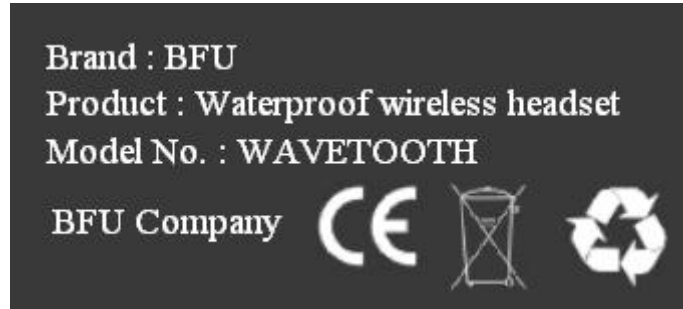 Brand : BFU
Product : Waterproof wireless headset
Model No. : WAVETOOTH
BFU Company CE